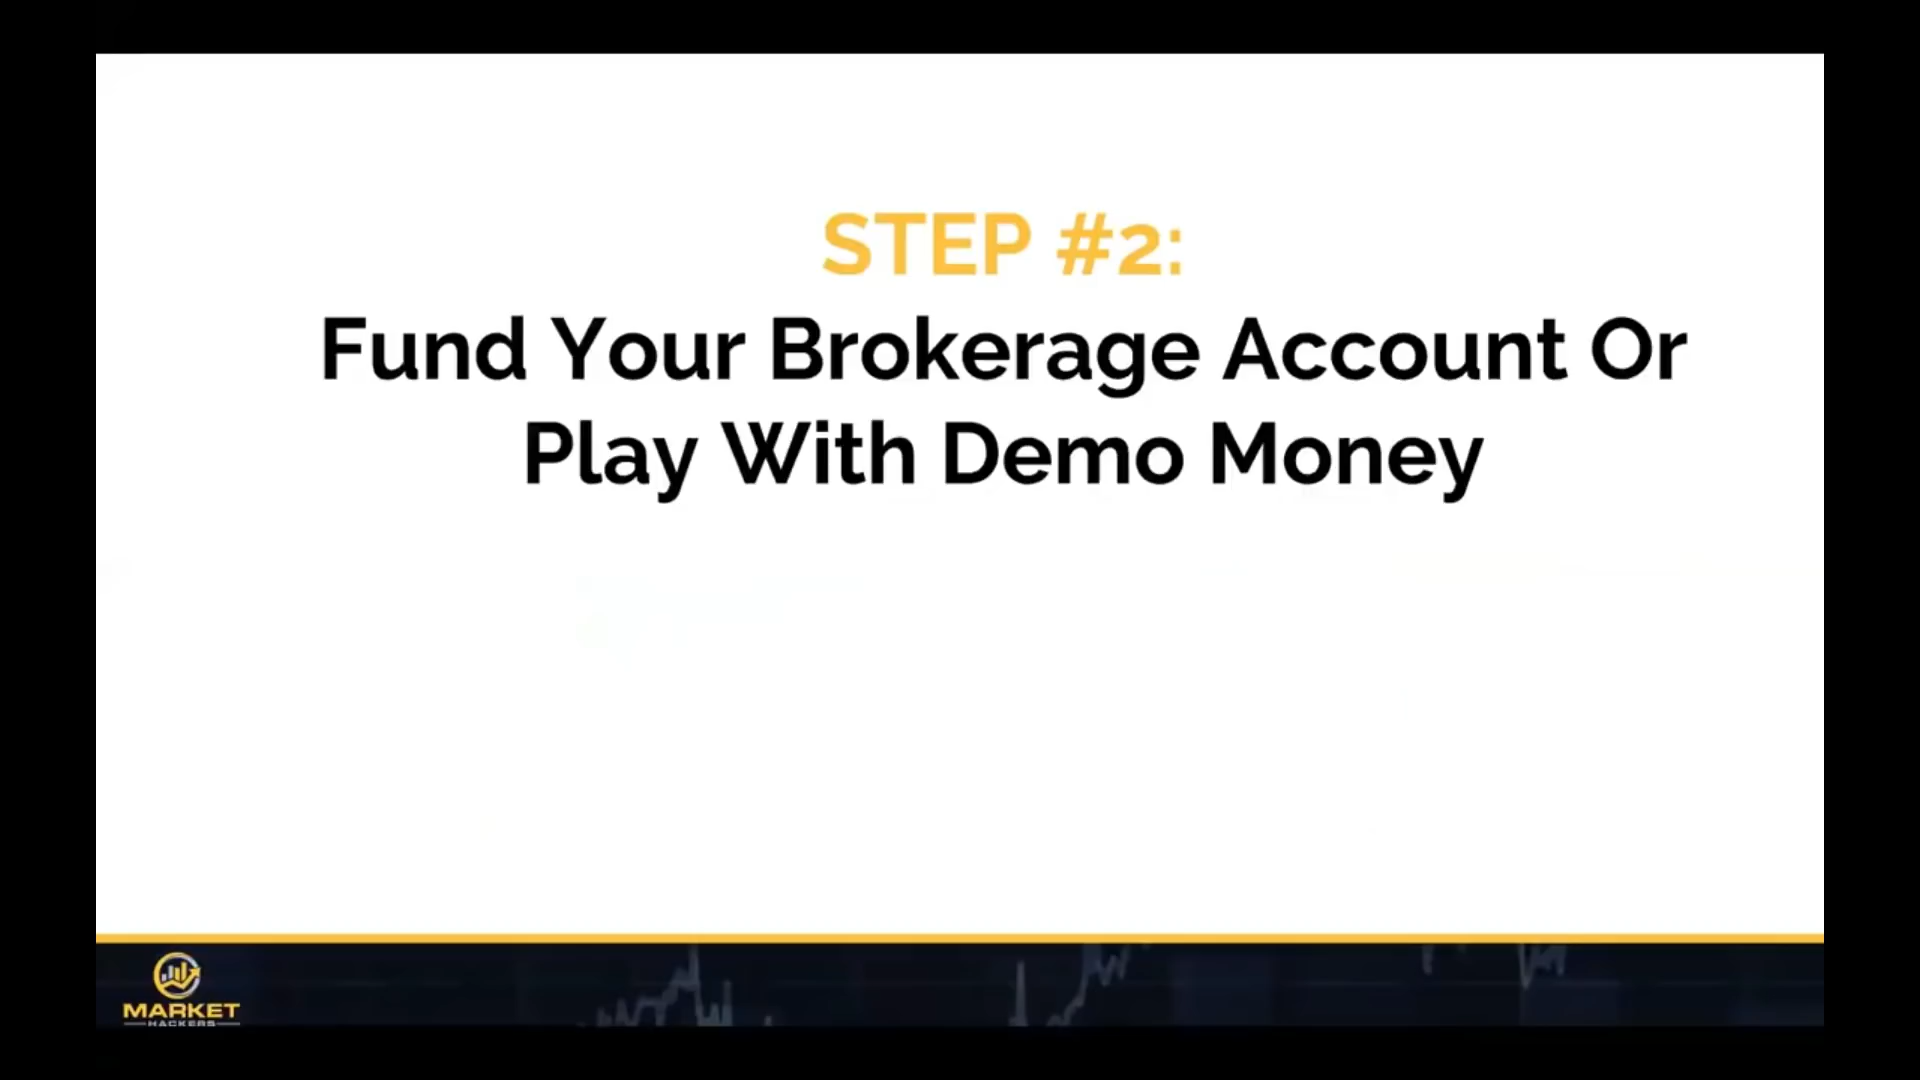 STEP #2:
Fund Your Brokerage Account Or
Play With Demo Money
MARKET
HACKERS